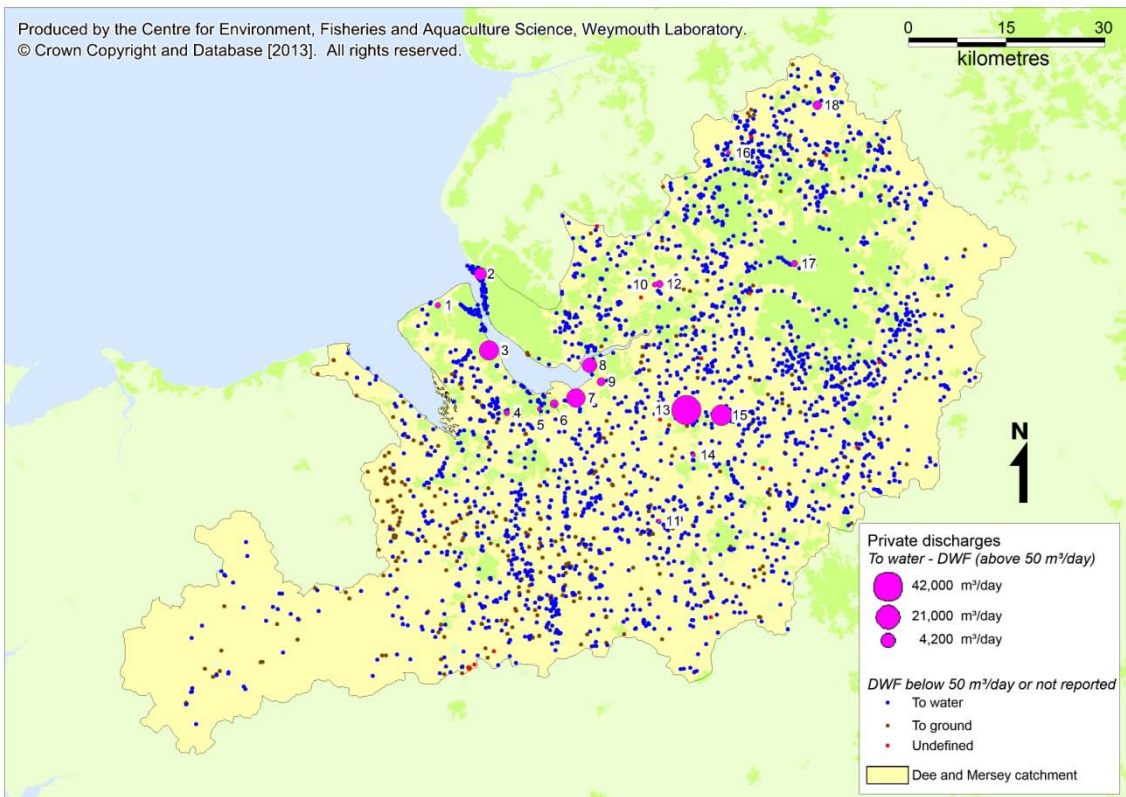 Produced by the Centre for Environment, Fisheries and Aquaculture Science, Weymouth Laboratory.
© Crown Copyright and Database [2013]. All rights reserved.
0 15 30
kilometres
18
16
17
2
10 12
1
3
8
9
7
13
15
4
5
6
14
11
N
Private discharges
To water - DWF (above 50 m³/day)
42,000 m³/day
21,000 m³/day
4,200 m³/day
DWF below 50 m³/day or not reported
To water
To ground
Undefined
Dee and Mersey catchment